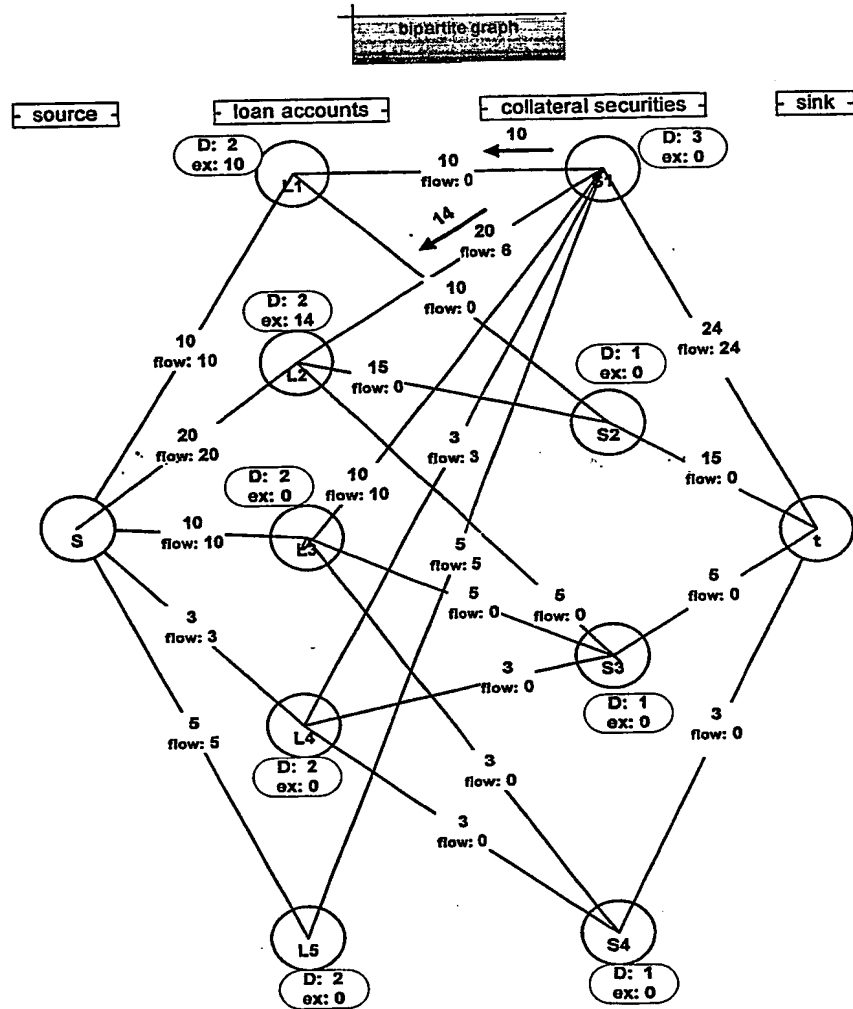 bipartite graph
source
loan accounts
collateral securities
sink
D: 2
ex: 10
L1
10
flow: 0
10
S1
D: 3
ex: 0
14
20
flow: 6
10
flow: 0
D: 2
ex: 14
L2
15
flow: 0
D: 1
ex: 0
S2
24
flow: 24
10
flow: 10
20
flow: 20
3
flow: 3
15
flow: 0
D: 2
ex: 0
10
flow: 10
S
10
flow: 10
L3
t
5
flow: 5
5
flow: 0
5
flow: 0
5
flow: 0
3
flow: 3
S3
D: 1
ex: 0
3
flow: 0
5
flow: 5
L4
D: 2
ex: 0
3
flow: 0
3
flow: 0
3
flow: 0
L5
D: 2
ex: 0
S4
D: 1
ex: 0